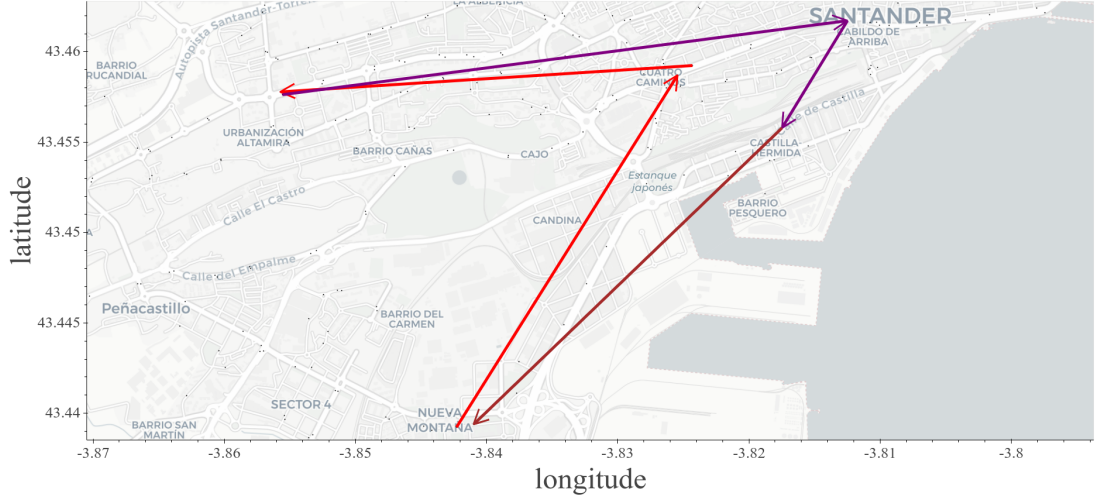 Autopista Santander-Torre
LA ALBERICIA
SANTANDER
CABILDO DE
ARRIBA
43.46
BARRIO
RUCANDIAL
CUATRO
CAMINOS
URBANIZACIÓN
ALTAMIRA
43.455
BARRIO CAÑAS
CAJO
le de Castilla
CASTILLA
HERMIDA
Estanque
japonés
Calle El Castro
BARRIO
PESQUERO
latitude
43.45
CANDINA
Calle del Empalme
Peñacastillo
43.445
BARRIO DEL
CARMEN
SECTOR 4
NUEVA
MONTAÑA
43.44
BARRIO SAN
MARTÍN
-3.87
-3.86
-3.85
-3.84
-3.83
-3.82
-3.81
-3.8
longitude